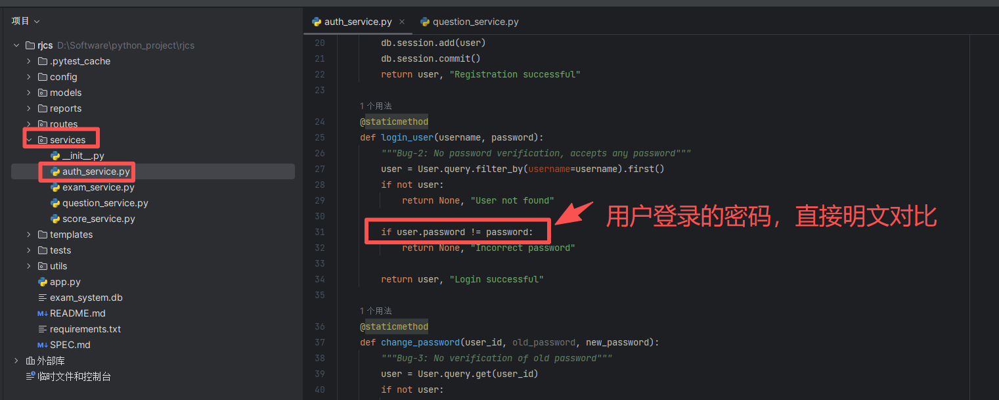 项目
rjcs D:\Software\python_project\rjcs
.pytest_cache
config
models
reports
routes
services
__init__.py
auth_service.py
exam_service.py
question_service.py
score_service.py
templates
tests
utils
app.py
exam_system.db
M↓ README.md
requirements.txt
M↓ SPEC.md
外部库
临时文件和控制台
auth_service.py × question_service.py
20 db.session.add(user)
21 db.session.commit()
22 return user, "Registration successful"
23
1 个用法
24 @staticmethod
25 def login_user(username, password):
26 """Bug-2: No password verification, accepts any password"""
27 user = User.query.filter_by(username=username).first()
28 if not user:
29 return None, "User not found"
30
31 if user.password != password:
32 return None, "Incorrect password"
33
34 return user, "Login successful"
35
1 个用法
36 @staticmethod
37 def change_password(user_id, old_password, new_password):
38 """Bug-3: No verification of old password"""
39 user = User.query.get(user_id)
40 if not user:
用户登录的密码，直接明文对比